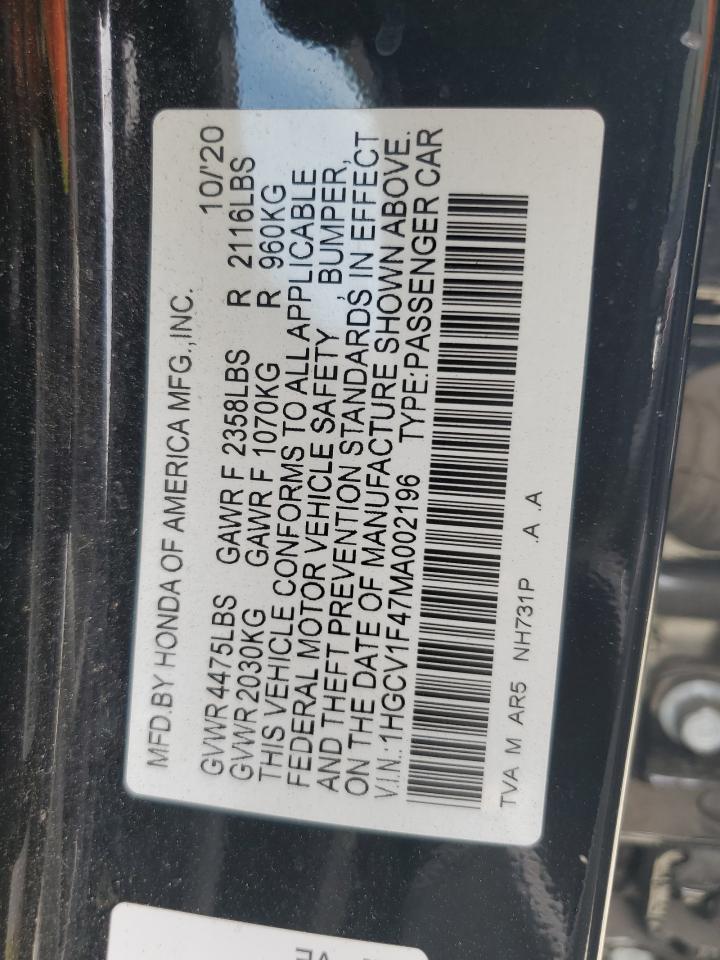 MFD.BY HONDA OF AMERICA MFG.,INC. 10/'20
GVWR 4475LBS GAWR F 2358LBS R 2116LBS
GVWR 2030KG GAWR F 1070KG R 960KG
THIS VEHICLE CONFORMS TO ALL APPLICABLE
FEDERAL MOTOR VEHICLE SAFETY, BUMPER,
AND THEFT PREVENTION STANDARDS IN EFFECT
ON THE DATE OF MANUFACTURE SHOWN ABOVE.
V.I.N.: 1HGCV1F47MA002196 TYPE:PASSENGER CAR
TVA M AR5 NH731P .A .A